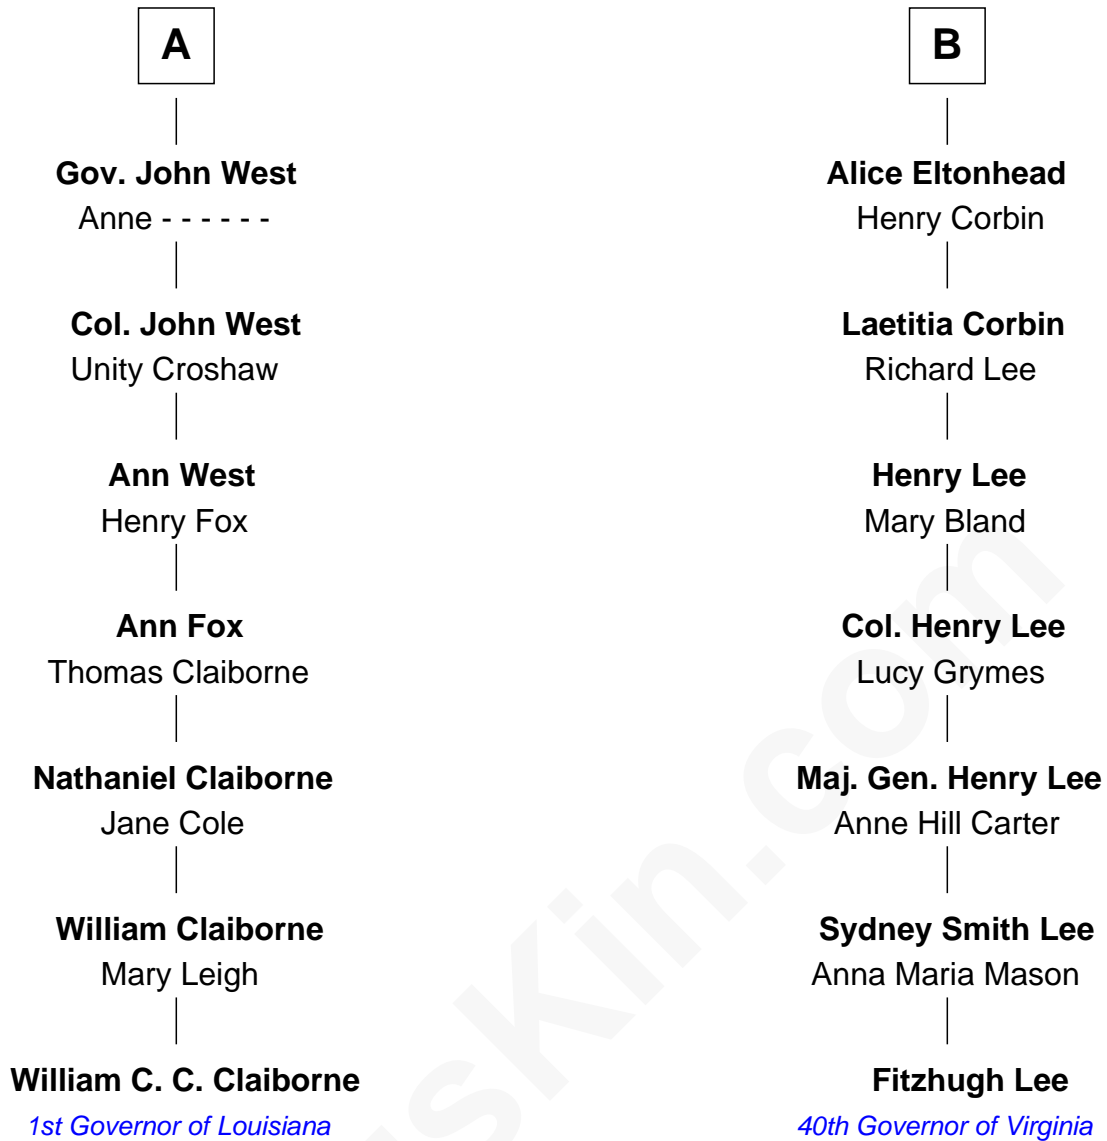 A
B
Gov. John West
Alice Eltonhead
Anne - - - - - -
Henry Corbin
Col. John West
Laetitia Corbin
Unity Croshaw
Richard Lee
Ann West
Henry Lee
Henry Fox
Mary Bland
Ann Fox
Col. Henry Lee
Thomas Claiborne
Lucy Grymes
Nathaniel Claiborne
Maj. Gen. Henry Lee
Jane Cole
Anne Hill Carter
William Claiborne
Sydney Smith Lee
Mary Leigh
Anna Maria Mason
William C. C. Claiborne
Fitzhugh Lee
1st Governor of Louisiana
40th Governor of Virginia
sKin.com